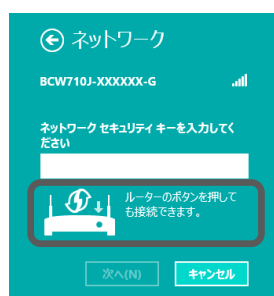 ネットワーク
BCW710J-XXXXXX-G
ネットワーク セキュリティ キーを入力してく
ださい
ルーターのボタンを押して
も接続できます。
次へ(N)
キャンセル